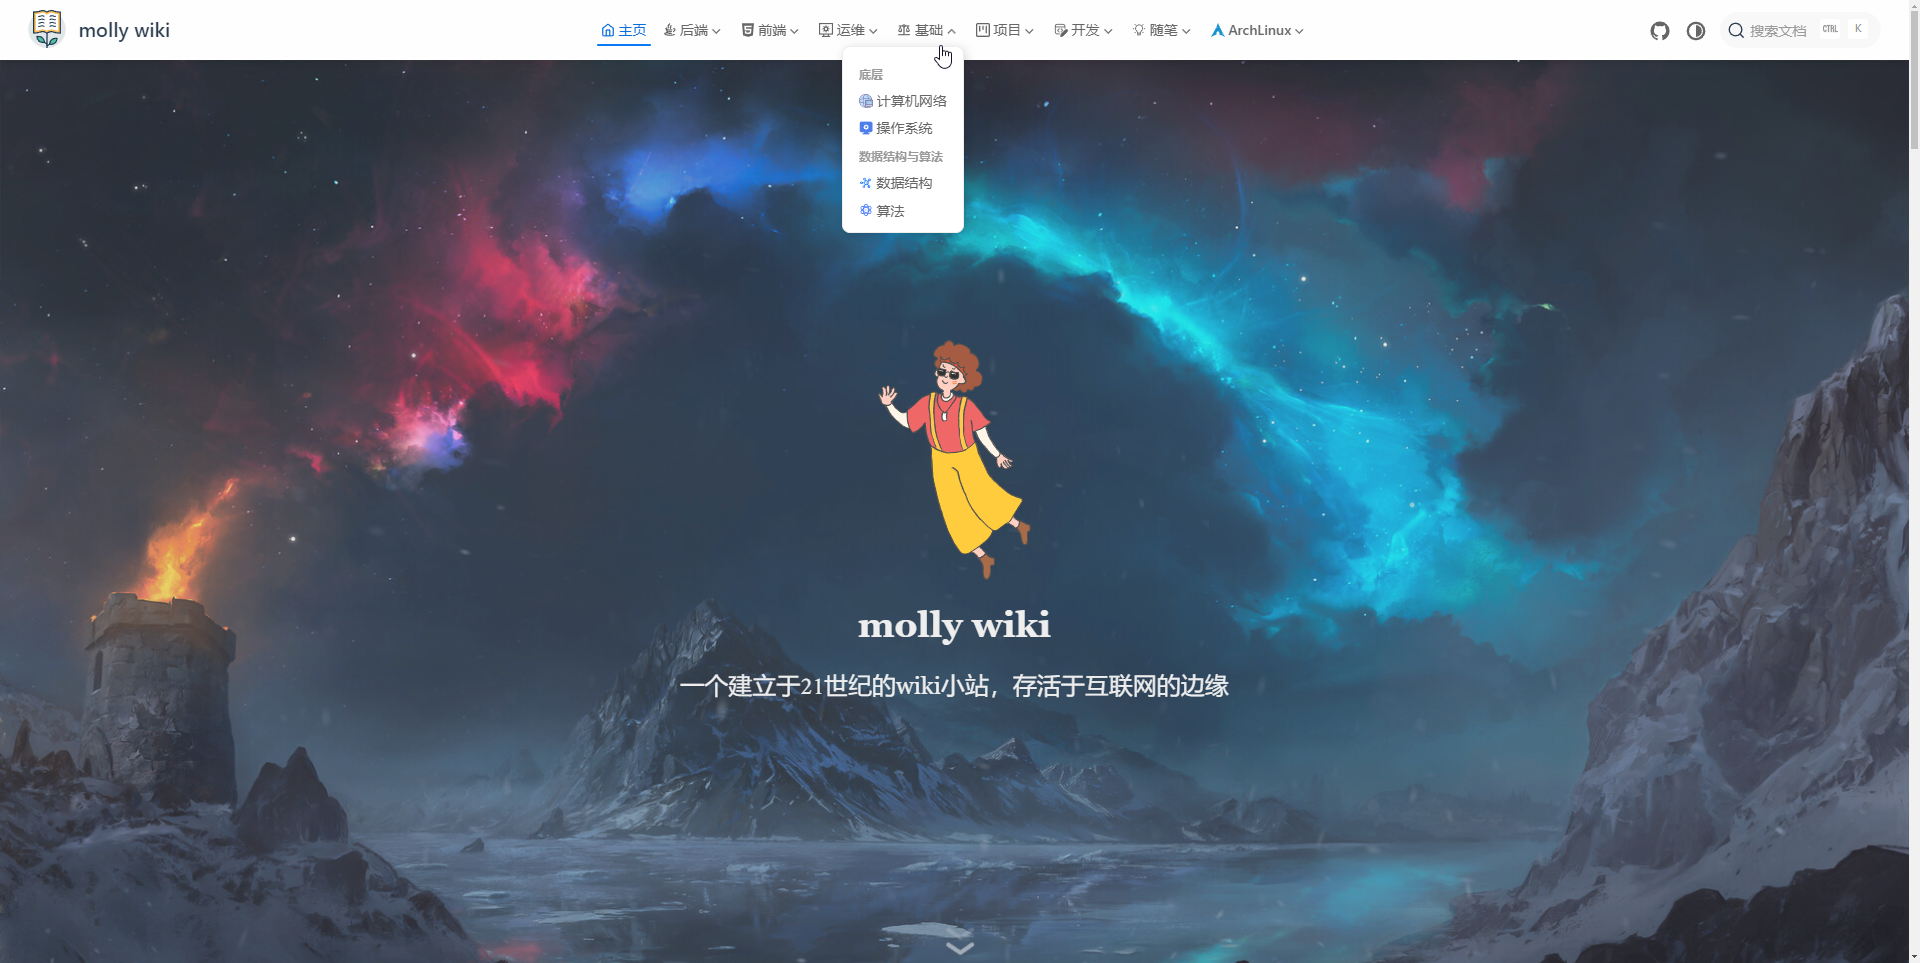 molly wiki
主页 后端 前端 运维 基础 项目 开发 随笔 ArchLinux
搜索文档 CTRL K
底层
计算机网络
操作系统
数据结构与算法
数据结构
算法
molly wiki
一个建立于21世纪的wiki小站，存活于互联网的边缘